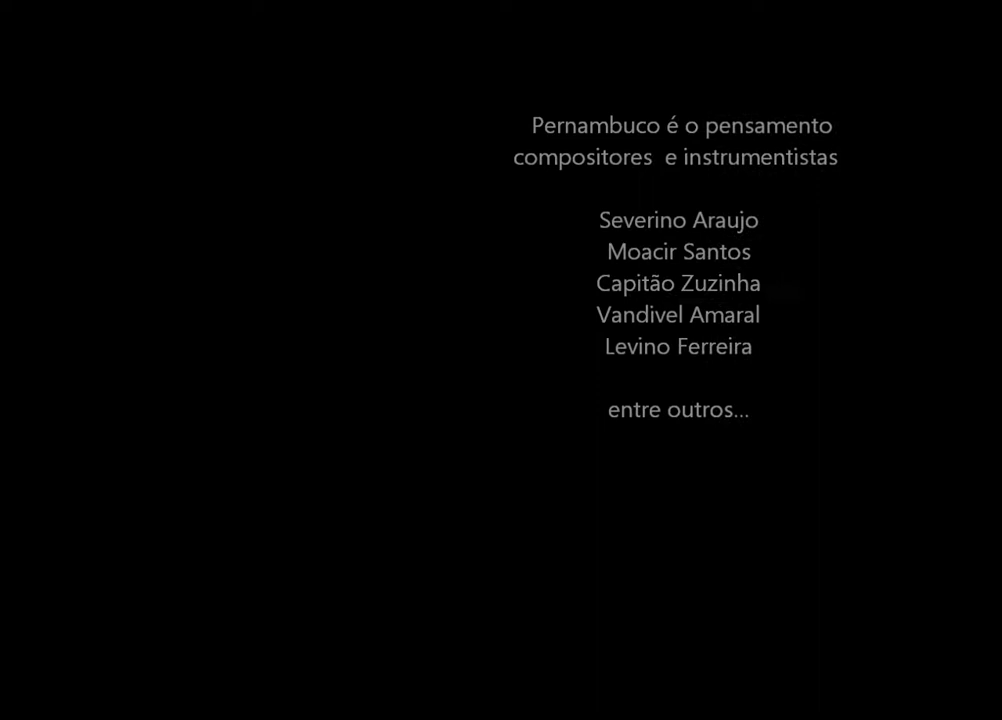 Pernambuco é o pensamento
compositores e instrumentistas
Severino Araujo
Moacir Santos
Capitão Zuzinha
Vandivel Amaral
Levino Ferreira
entre outros...